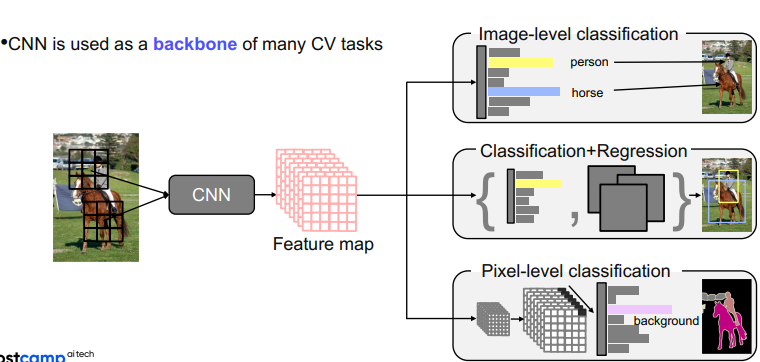 •CNN is used as a backbone of many CV tasks
Image-level classification
person
horse
CNN
Feature map
Classification+Regression
{ , }
Pixel-level classification
background
ostcamp ai tech